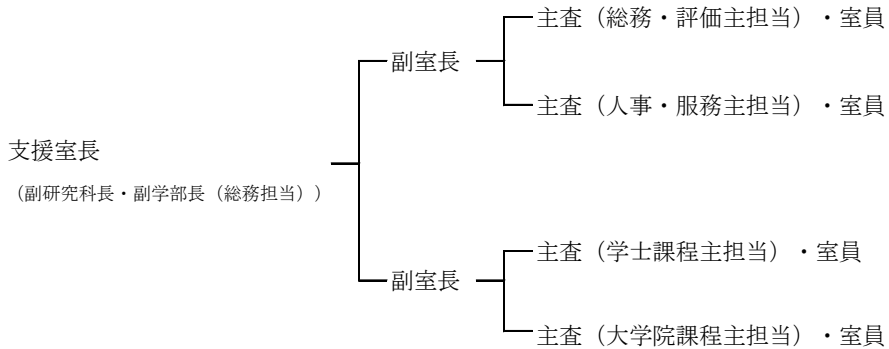 主査（総務・評価主担当）・室員
副室長
主査（人事・服務主担当）・室員
支援室長
（副研究科長・副学部長（総務担当））
主査（学士課程主担当）・室員
副室長
主査（大学院課程主担当）・室員